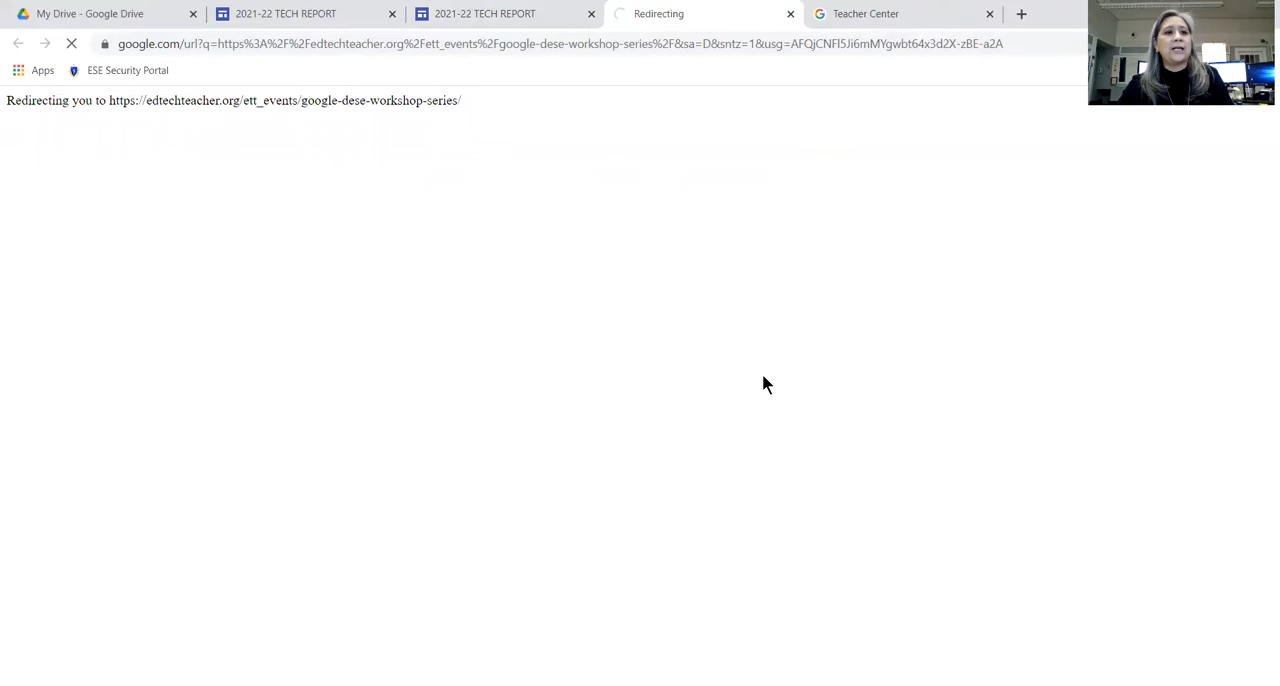 My Drive - Google Drive
2021-22 TECH REPORT
2021-22 TECH REPORT
Redirecting
Teacher Center
google.com/url?q=https%3A%2F%2Fedtechteacher.org%2Fett_events%2Fgoogle-dese-workshop-series%2F&sa=D&sntz=1&usg=AFQjCNFl5Ji6mMYgwbt64x3d2X-zBE-a2A
Apps
ESE Security Portal
Redirecting you to https://edtechteacher.org/ett_events/google-dese-workshop-series/